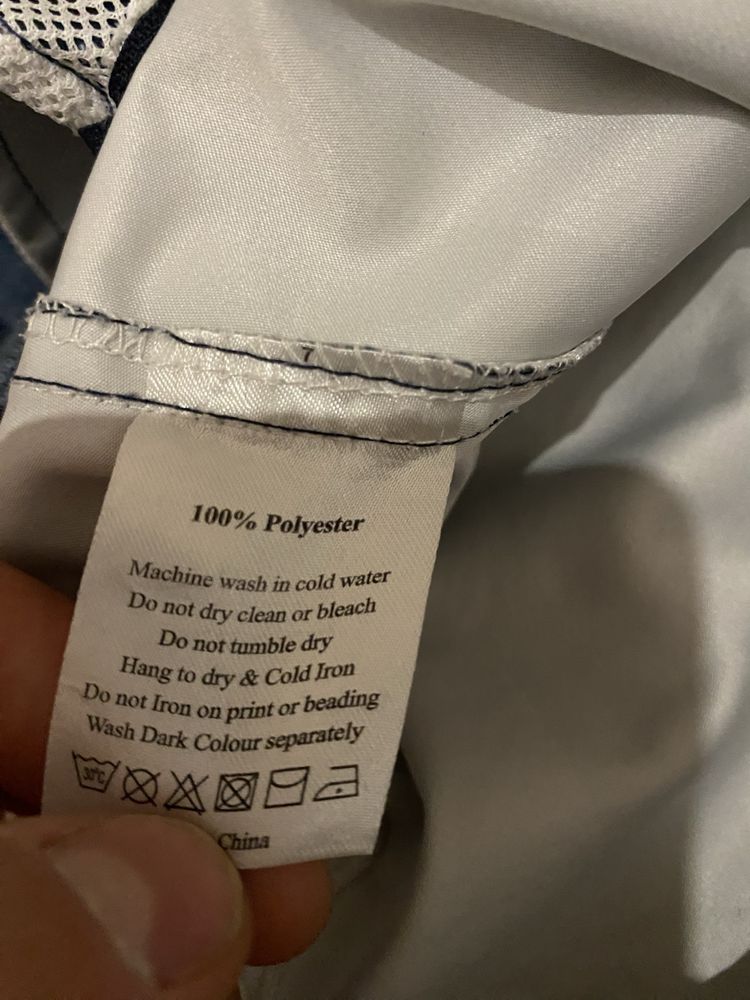 7
100% Polyester
Machine wash in cold water
Do not dry clean or bleach
Do not tumble dry
Hang to dry & Cold Iron
Do not Iron on print or beading
Wash Dark Colour separately
30°C
China